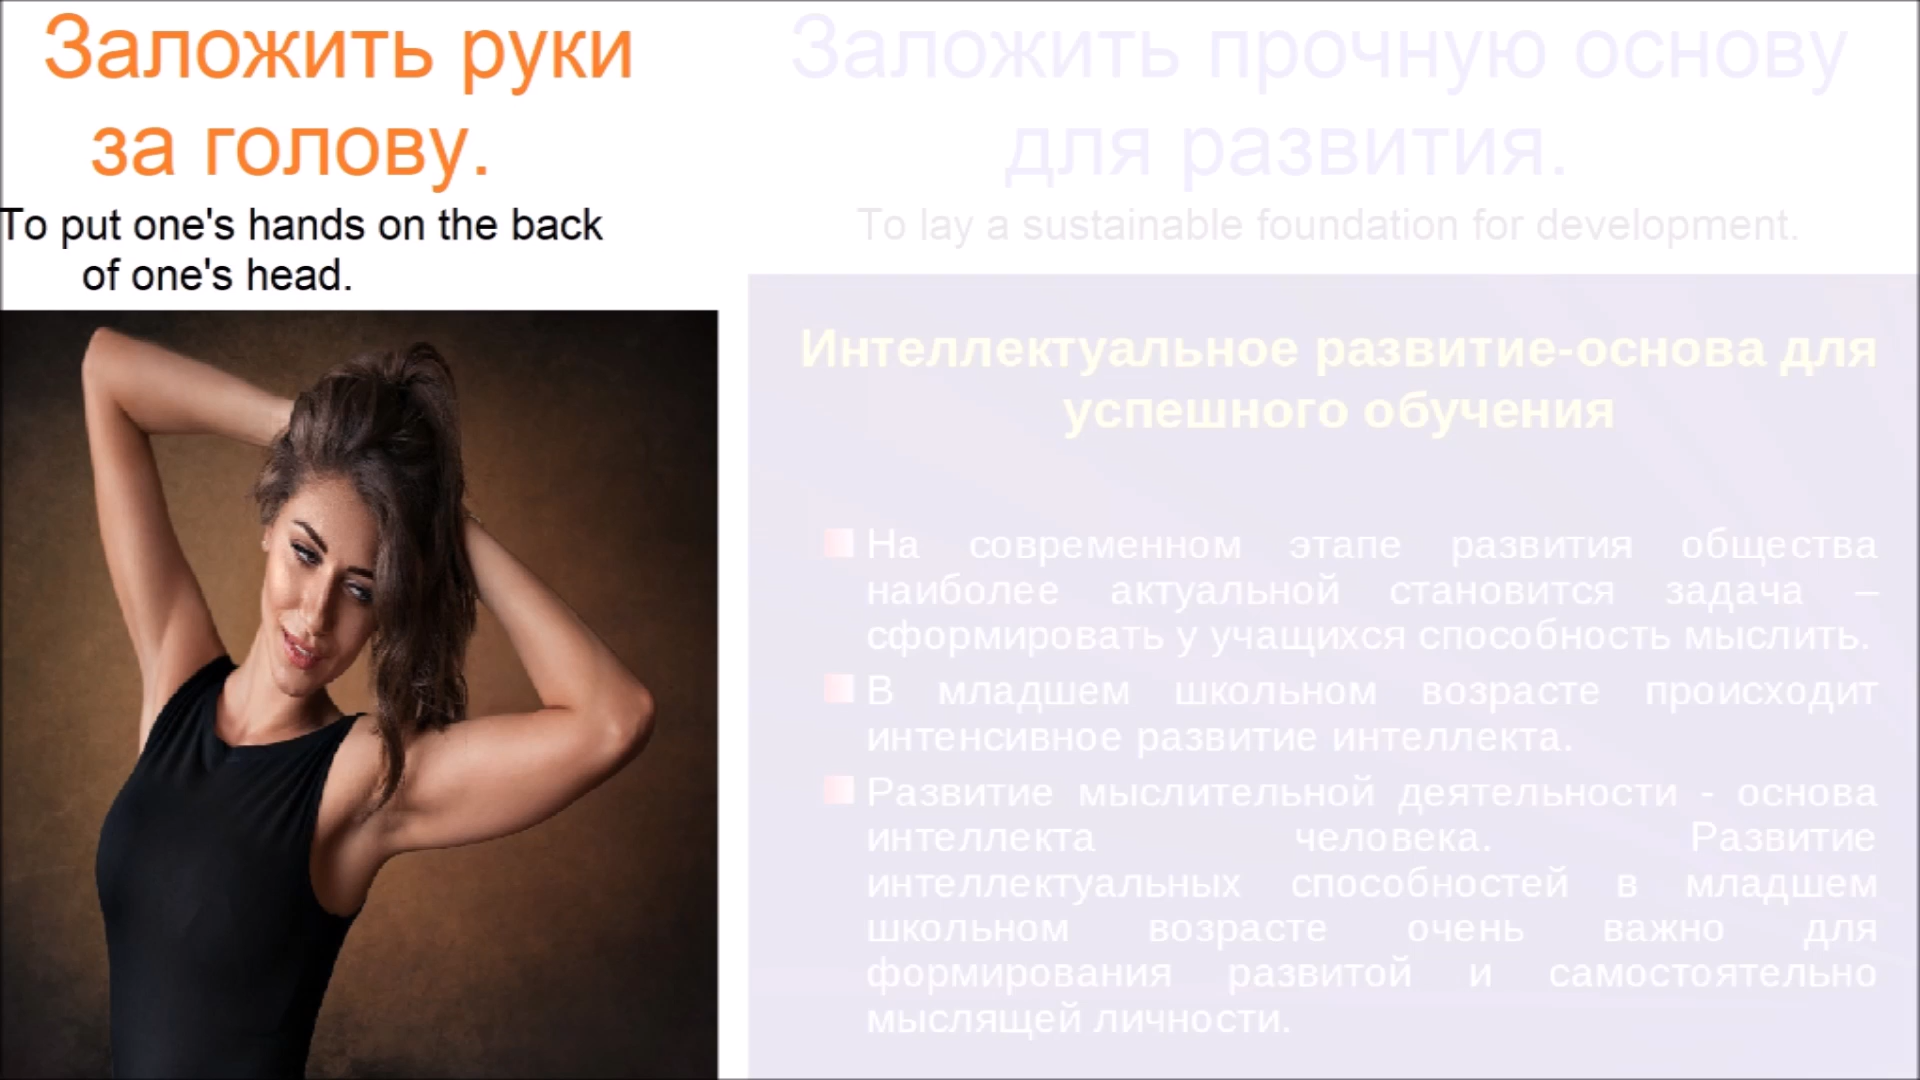 Заложить руки
за голову.
To put one's hands on the back
of one's head.
Заложить прочную основу
для развития.
To lay a sustainable foundation for development.
Интеллектуальное развитие-основа для
успешного обучения
На современном этапе развития общества
наиболее актуальной становится задача –
сформировать у учащихся способность мыслить.
В младшем школьном возрасте происходит
интенсивное развитие интеллекта.
Развитие мыслительной деятельности - основа
интеллекта человека. Развитие
интеллектуальных способностей в младшем
школьном возрасте очень важно для
формирования развитой и самостоятельно
мыслящей личности.